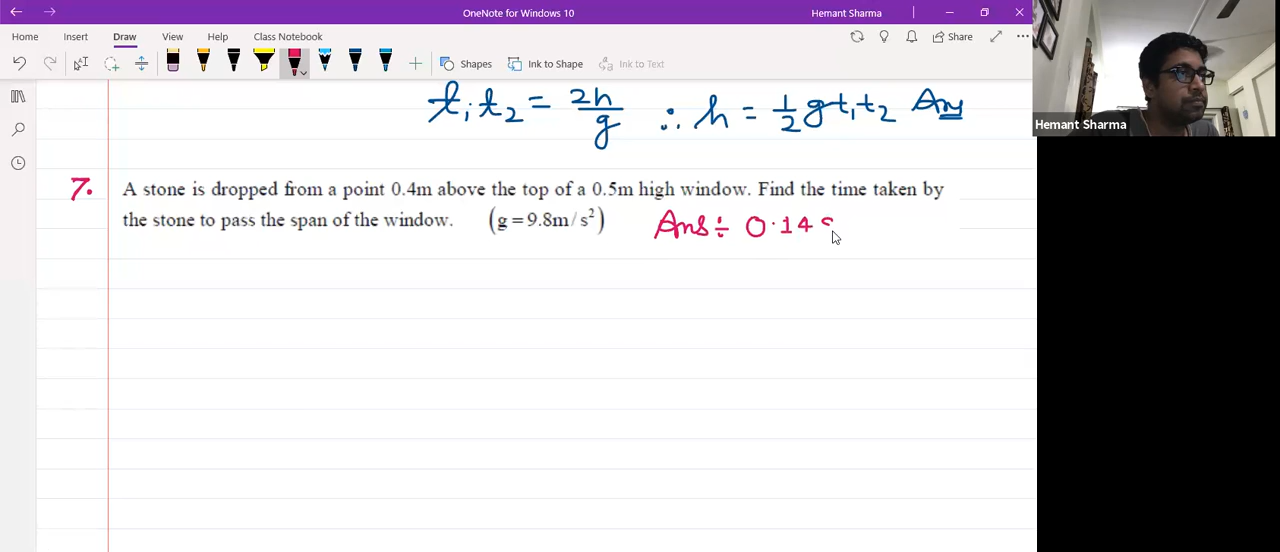 OneNote for Windows 10
Hemant Sharma
Home Insert Draw View Help Class Notebook
Share
Shapes Ink to Shape Ink to Text
t₁t₂ = 2h/g ∴ h = 1/2 gt₁t₂ Ans
Hemant Sharma
7. A stone is dropped from a point 0.4m above the top of a 0.5m high window. Find the time taken by
the stone to pass the span of the window. (g = 9.8m/s²) Ans÷ 0.14 s